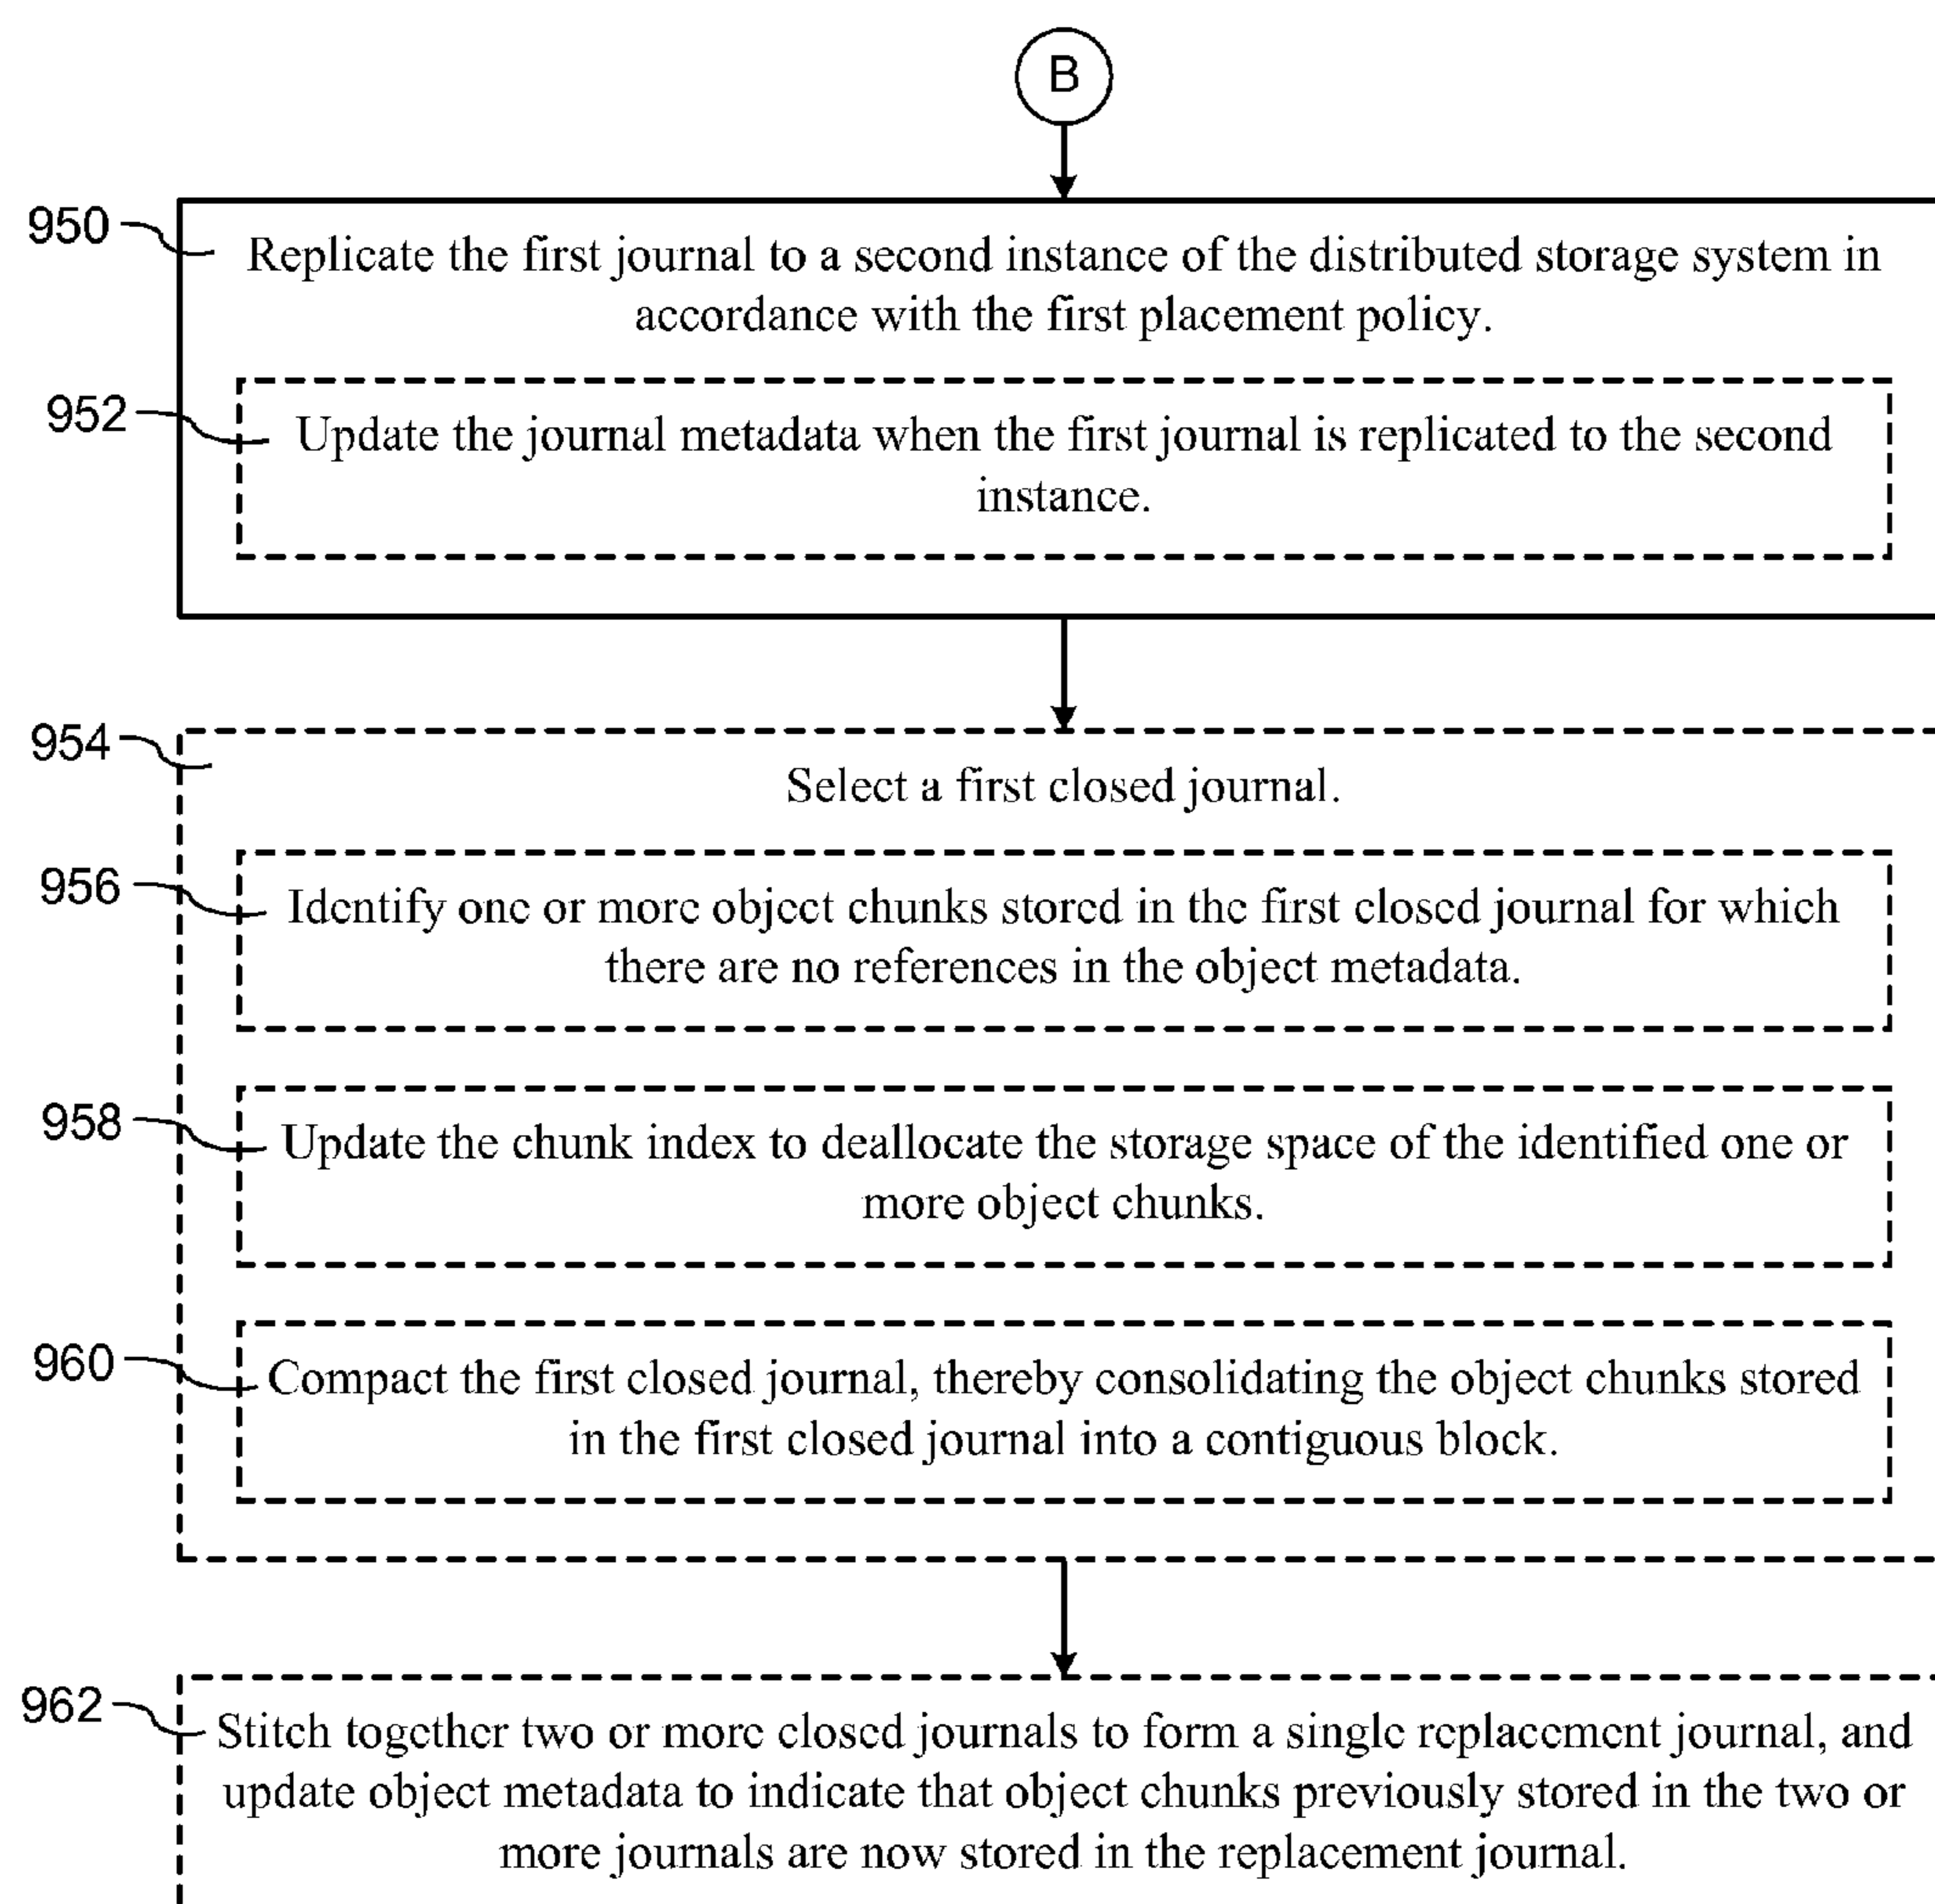 B
950
Replicate the first journal to a second instance of the distributed storage system in
accordance with the first placement policy.
952
Update the journal metadata when the first journal is replicated to the second
instance.
954
Select a first closed journal.
956
Identify one or more object chunks stored in the first closed journal for which
there are no references in the object metadata.
958
Update the chunk index to deallocate the storage space of the identified one or
more object chunks.
960
Compact the first closed journal, thereby consolidating the object chunks stored
in the first closed journal into a contiguous block.
962
Stitch together two or more closed journals to form a single replacement journal, and
update object metadata to indicate that object chunks previously stored in the two or
more journals are now stored in the replacement journal.